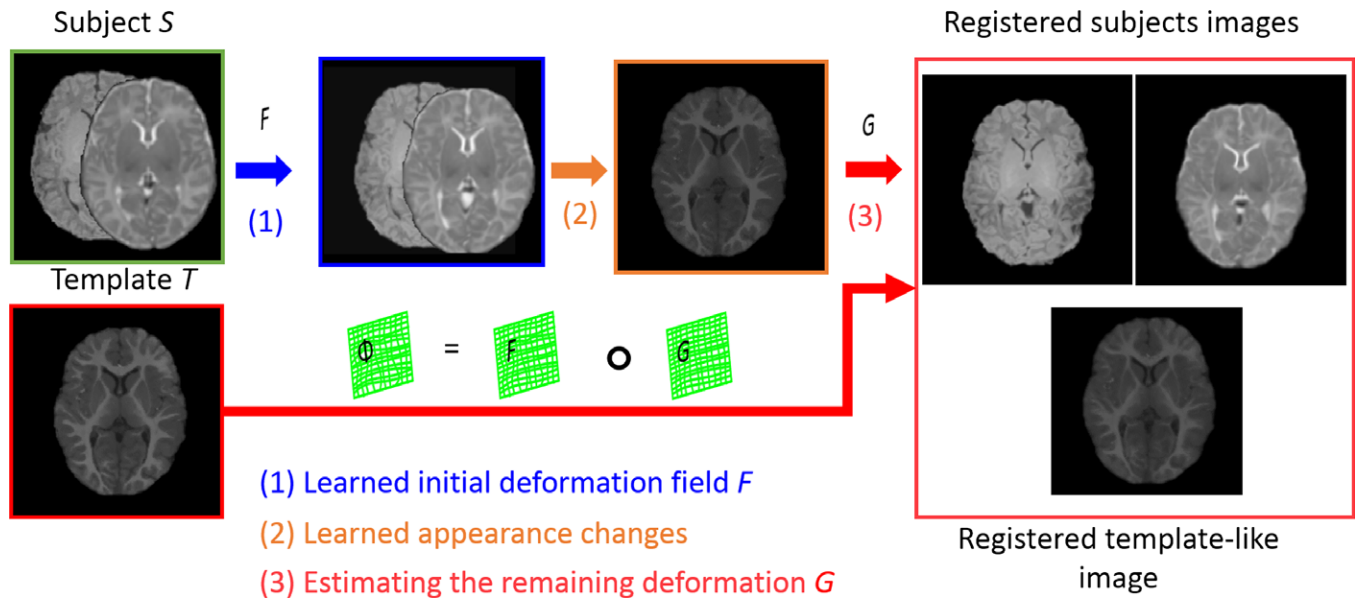 Subject S
Registered subjects images
F
G
(1)
(2)
(3)
Template T
Φ = F o G
(1) Learned initial deformation field F
(2) Learned appearance changes
(3) Estimating the remaining deformation G
Registered template-like
image